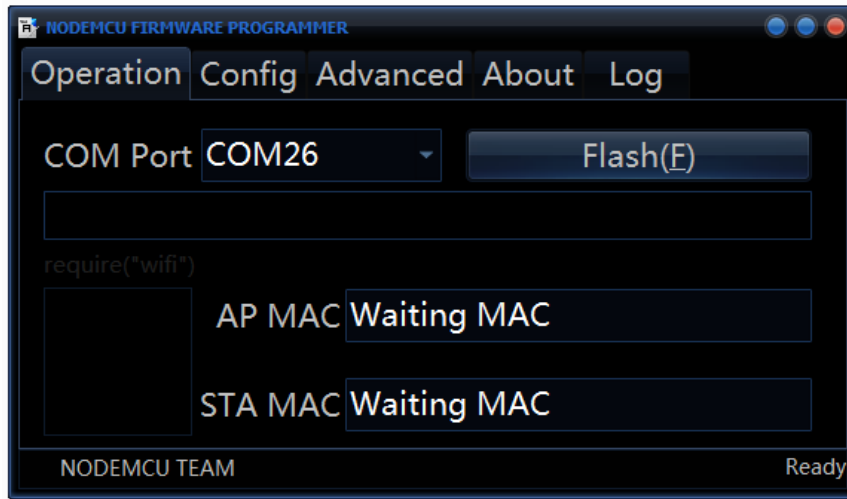 NODEMCU FIRMWARE PROGRAMMER
Operation Config Advanced About Log
COM Port COM26 Flash(F)
require("wifi")
AP MAC Waiting MAC
STA MAC Waiting MAC
NODEMCU TEAM Ready